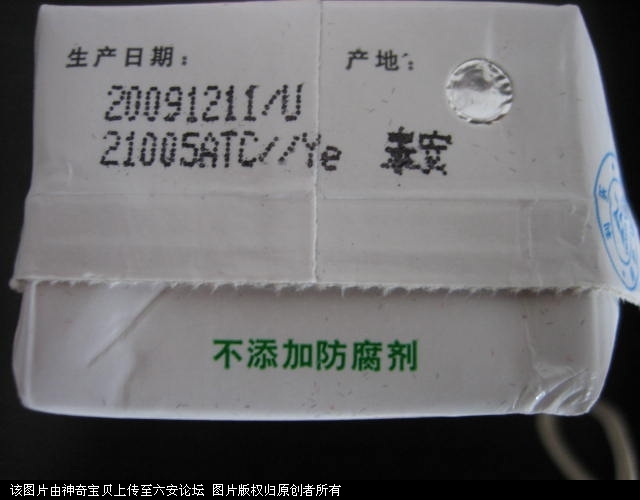 生产日期：
产地：
20091211/U
21005ATC//Ye 泰安
不添加防腐剂
该图片由神奇宝贝上传至六安论坛 图片版权归原创者所有